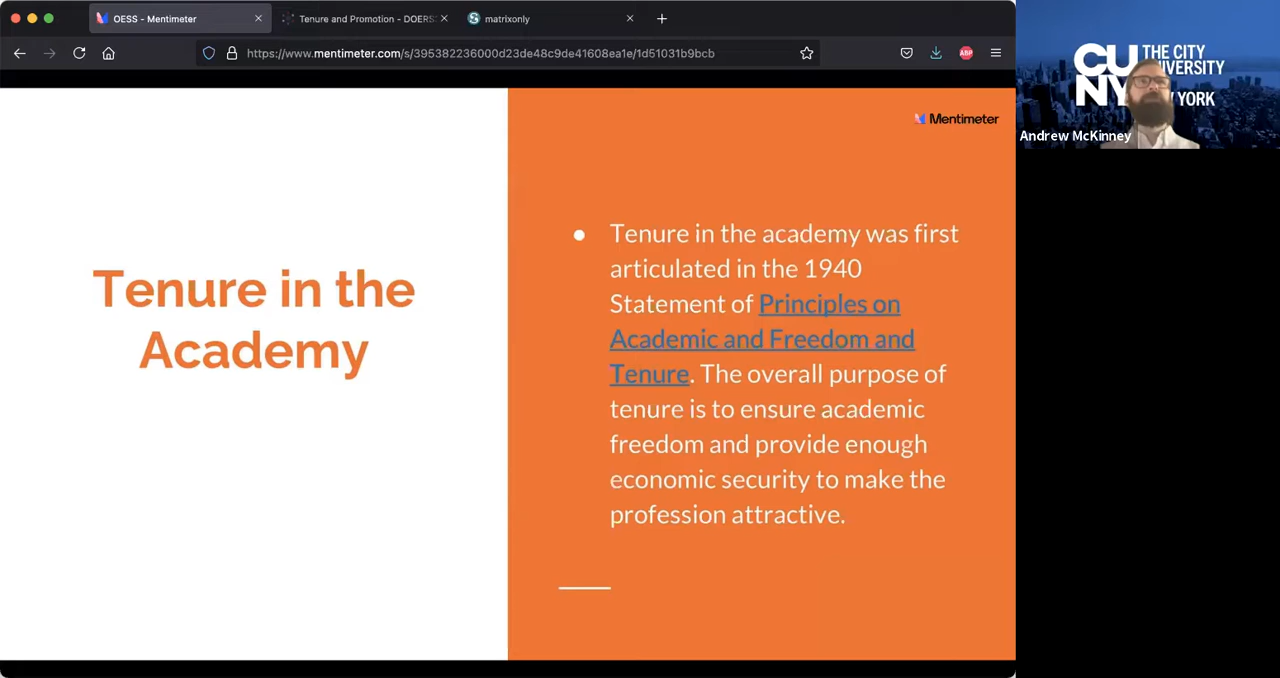 OESS - Mentimeter
Tenure and Promotion - DOERS
matrixonly
https://www.mentimeter.com/s/395382236000d23de48c9de41608ea1e/1d51031b9bcb
ABP
Mentimeter
Tenure in the
Academy
Tenure in the academy was first
articulated in the 1940
Statement of Principles on
Academic and Freedom and
Tenure. The overall purpose of
tenure is to ensure academic
freedom and provide enough
economic security to make the
profession attractive.
CU THE CITY
UNIVERSITY
NY YORK
Andrew McKinney